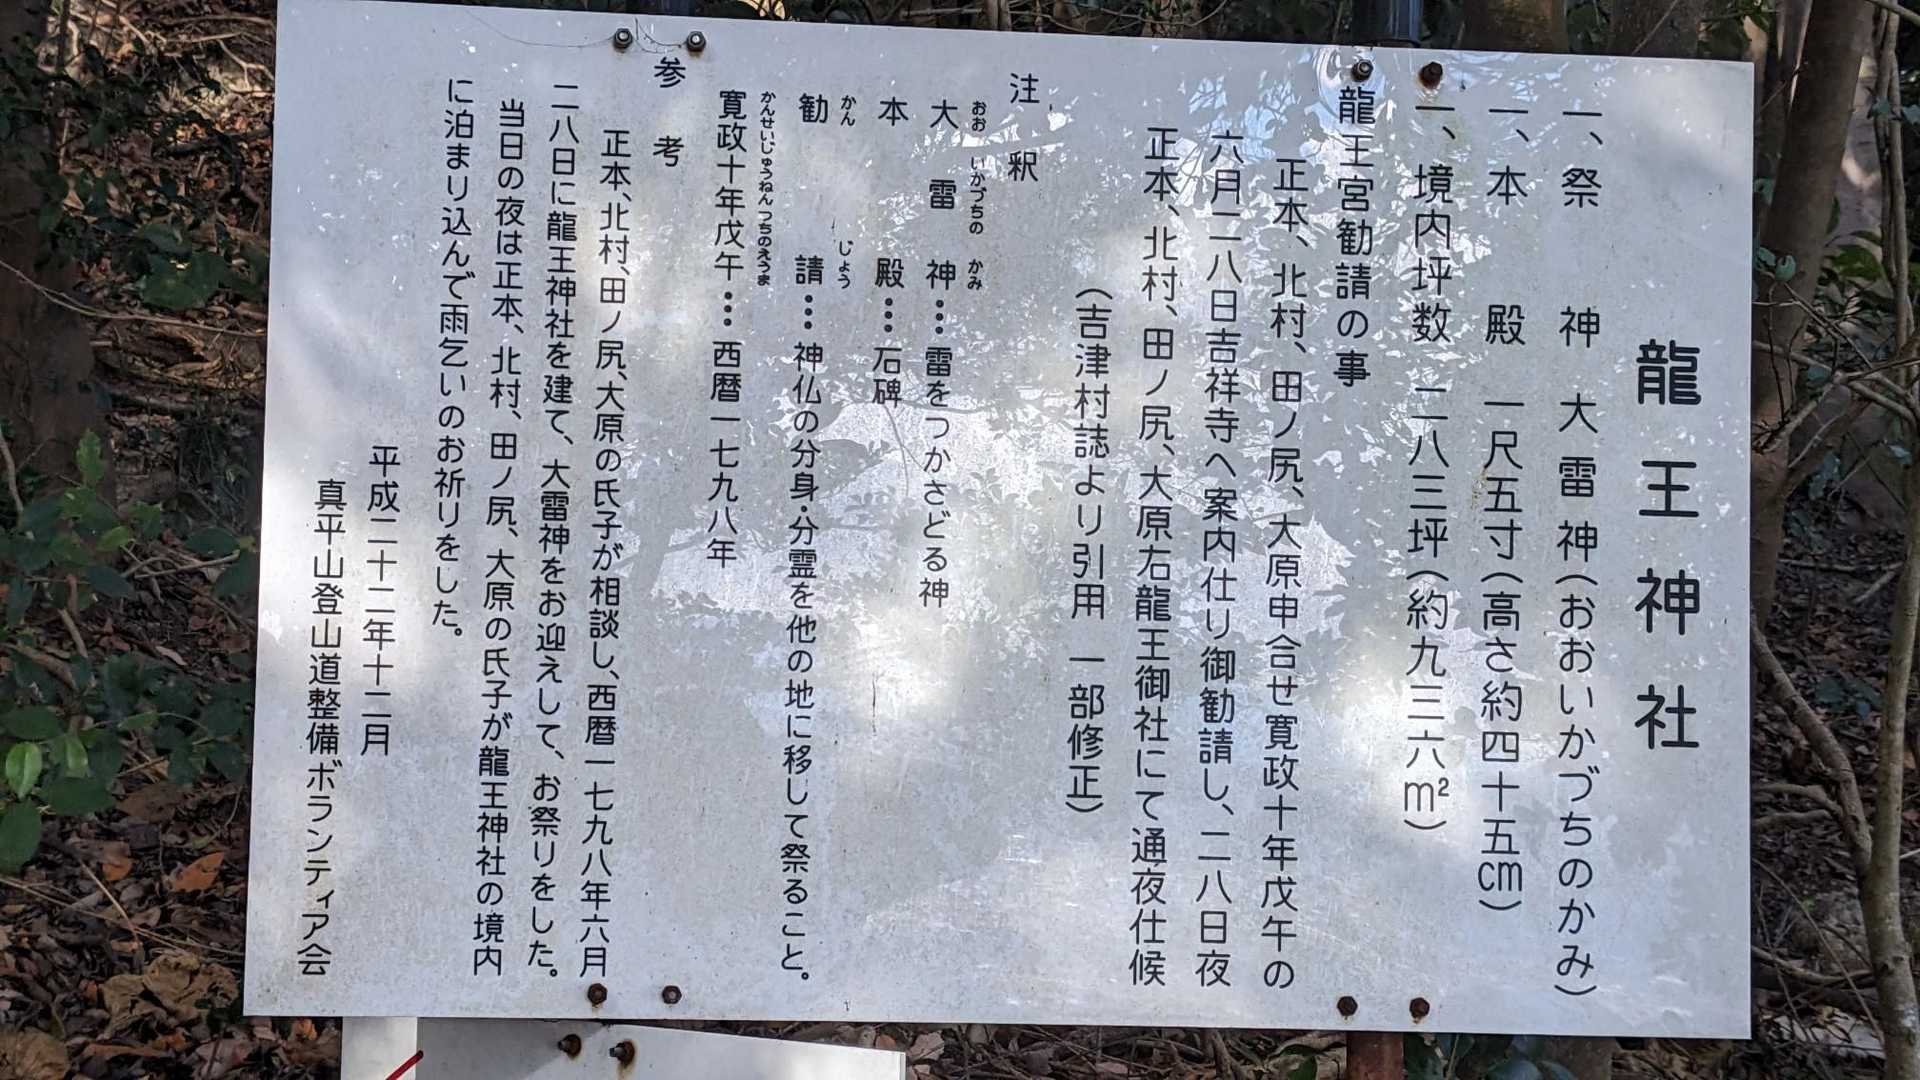 龍王神社
一、祭神 大雷神(おおいかづちのかみ)
一、本殿 一尺五寸(高さ約四十五cm)
一、境内坪数 二八三坪(約九三六m²)
龍王宮勧請の事
正本、北村、田ノ尻、大原申合せ寛政十年戊午の
六月二八日吉祥寺へ案内仕り御勧請し、二八日夜
正本、北村、田ノ尻、大原右龍王御社にて通夜仕候
(吉津村誌より引用 一部修正)
注釈
おお いかづちの かみ
大雷神…雷をつかさどる神
本殿…石碑
かん じょう
勧請…神仏の分身・分霊を他の地に移して祭ること。
かんせいじゅうねんつちのえうま
寛政十年戊午…西暦一七九八年
参考
正本、北村、田ノ尻、大原の氏子が相談し、西暦一七九八年六月
二八日に龍王神社を建て、大雷神をお迎えして、お祭りをした。
当日の夜は正本、北村、田ノ尻、大原の氏子が龍王神社の境内
に泊まり込んで雨乞いのお祈りをした。
平成二十二年十二月
真平山登山道整備ボランティア会